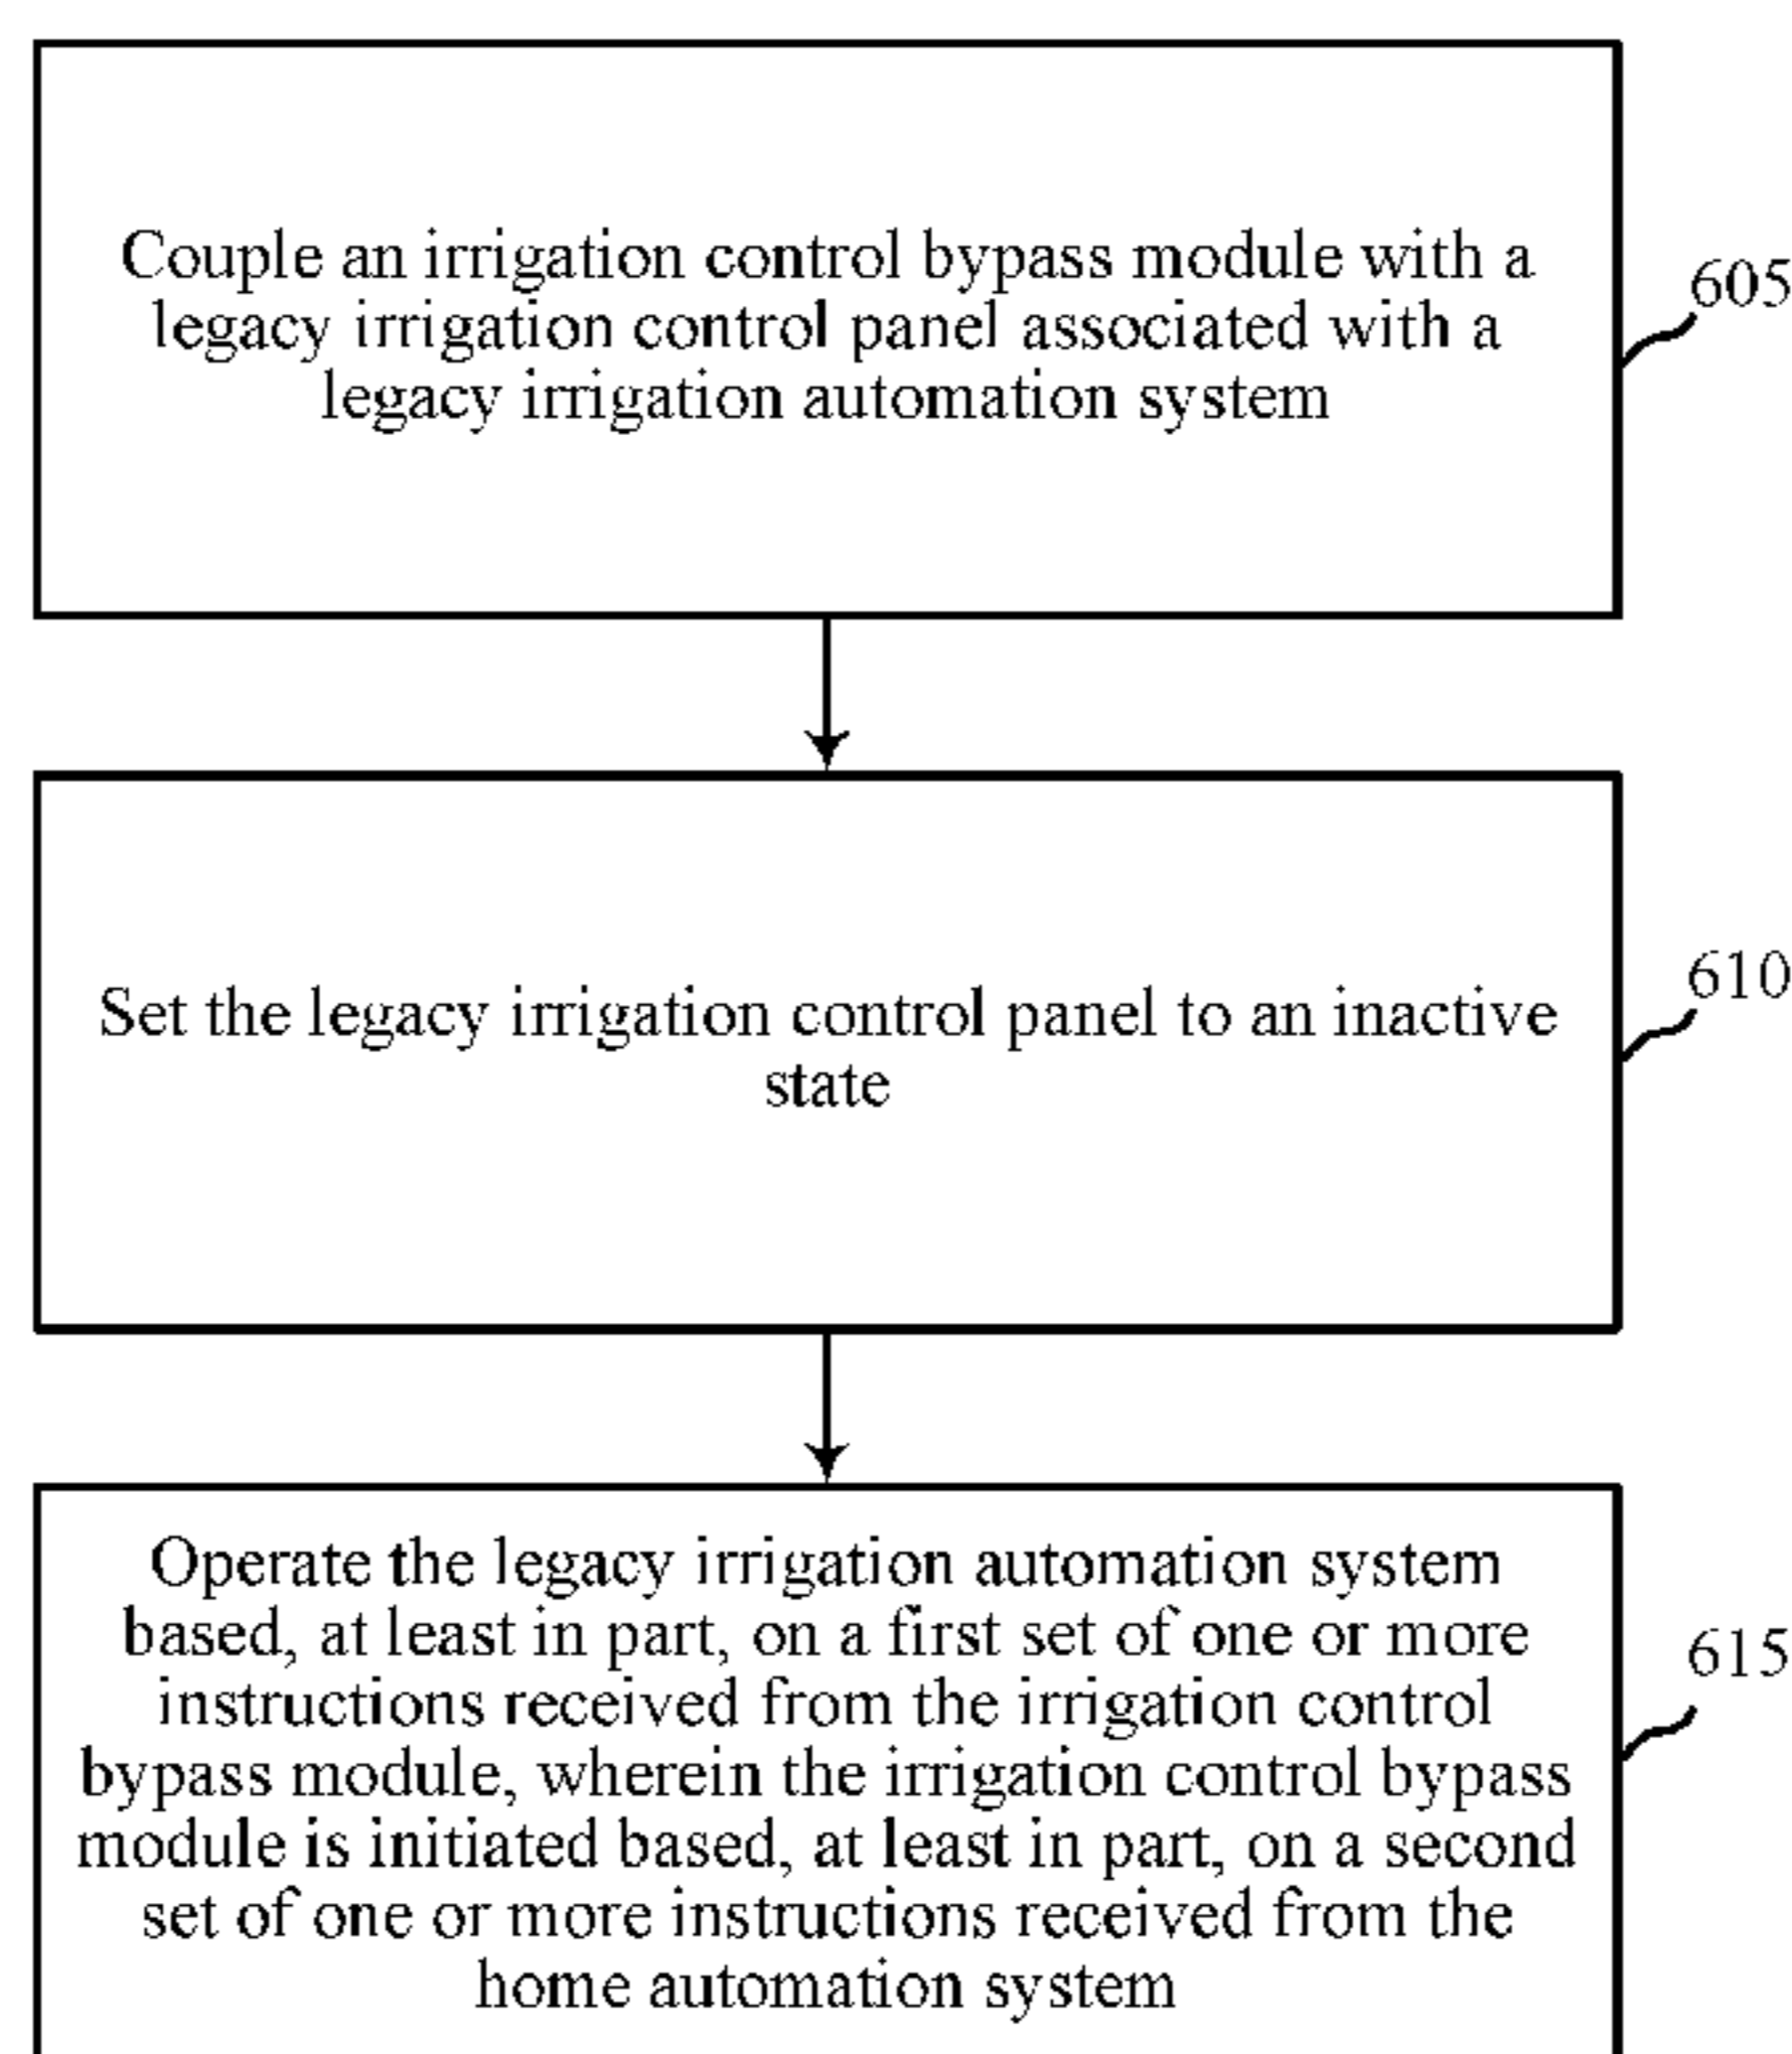 Couple an irrigation control bypass module with a
legacy irrigation control panel associated with a
legacy irrigation automation system
605
Set the legacy irrigation control panel to an inactive
state
610
Operate the legacy irrigation automation system
based, at least in part, on a first set of one or more
instructions received from the irrigation control
bypass module, wherein the irrigation control bypass
module is initiated based, at least in part, on a second
set of one or more instructions received from the
home automation system
615